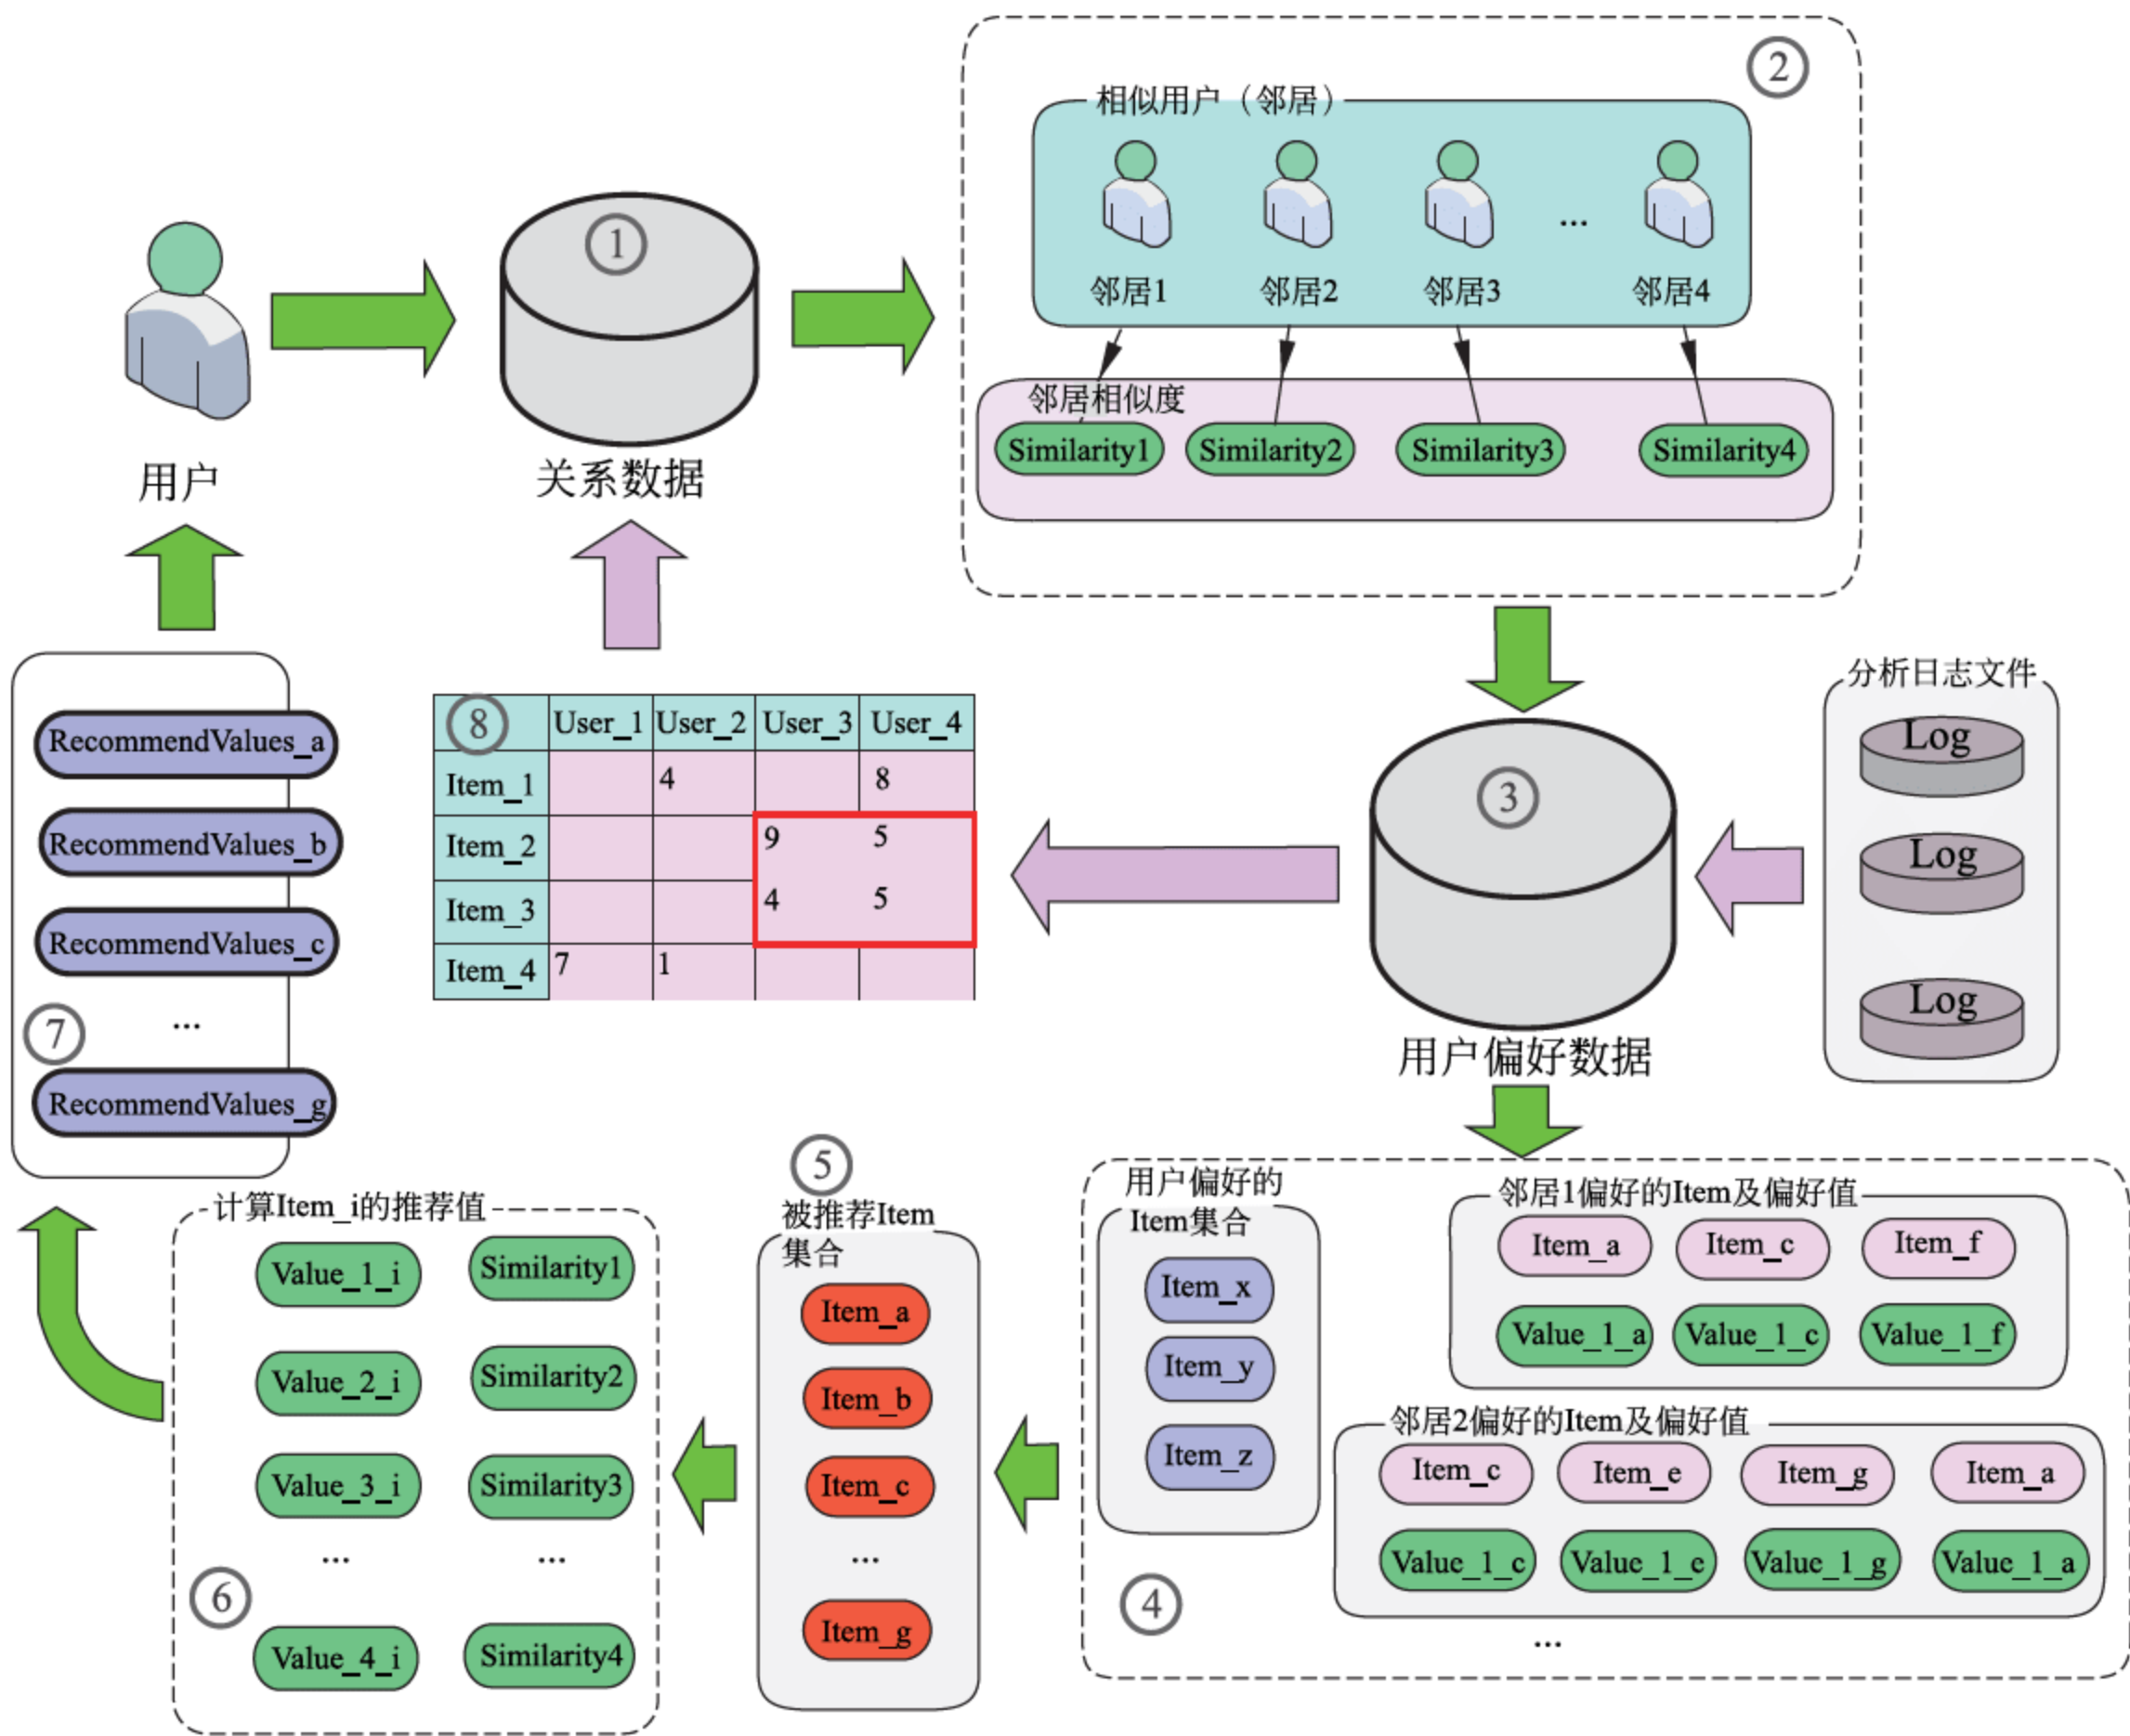 ②
相似用户（邻居）
邻居1 邻居2 邻居3 ... 邻居4
邻居相似度
Similarity1 Similarity2 Similarity3 Similarity4
①
用户
关系数据
分析日志文件
Log
Log
Log
③
用户偏好数据
⑧ User_1 User_2 User_3 User_4
Item_1 4 8
Item_2 9 5
Item_3 4 5
Item_4 7 1
RecommendValues_a
RecommendValues_b
RecommendValues_c
...
⑦
RecommendValues_g
④
用户偏好的
Item集合
Item_x
Item_y
Item_z
邻居1偏好的Item及偏好值
Item_a Item_c Item_f
Value_1_a Value_1_c Value_1_f
邻居2偏好的Item及偏好值
Item_c Item_e Item_g Item_a
Value_1_c Value_1_e Value_1_g Value_1_a
...
⑤
被推荐Item
集合
Item_a
Item_b
Item_c
...
Item_g
计算Item_i的推荐值
Value_1_i Similarity1
Value_2_i Similarity2
Value_3_i Similarity3
... ...
⑥
Value_4_i Similarity4